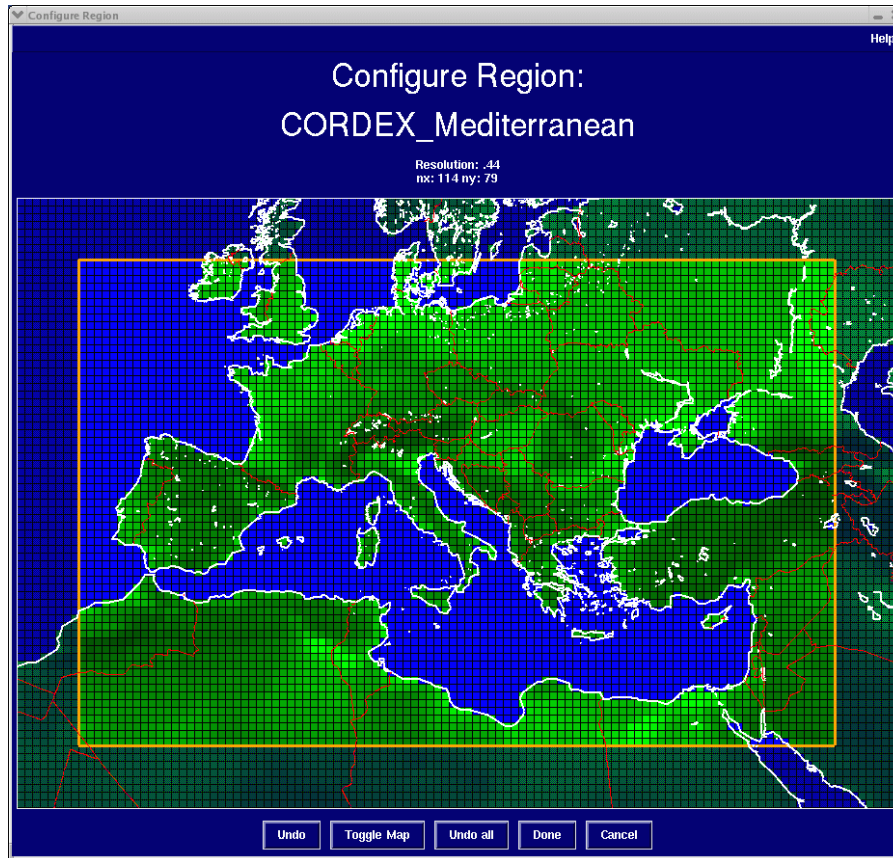 Configure Region
Help
Configure Region:
CORDEX_Mediterranean
Resolution: .44
nx: 114 ny: 79
Undo
Toggle Map
Undo all
Done
Cancel